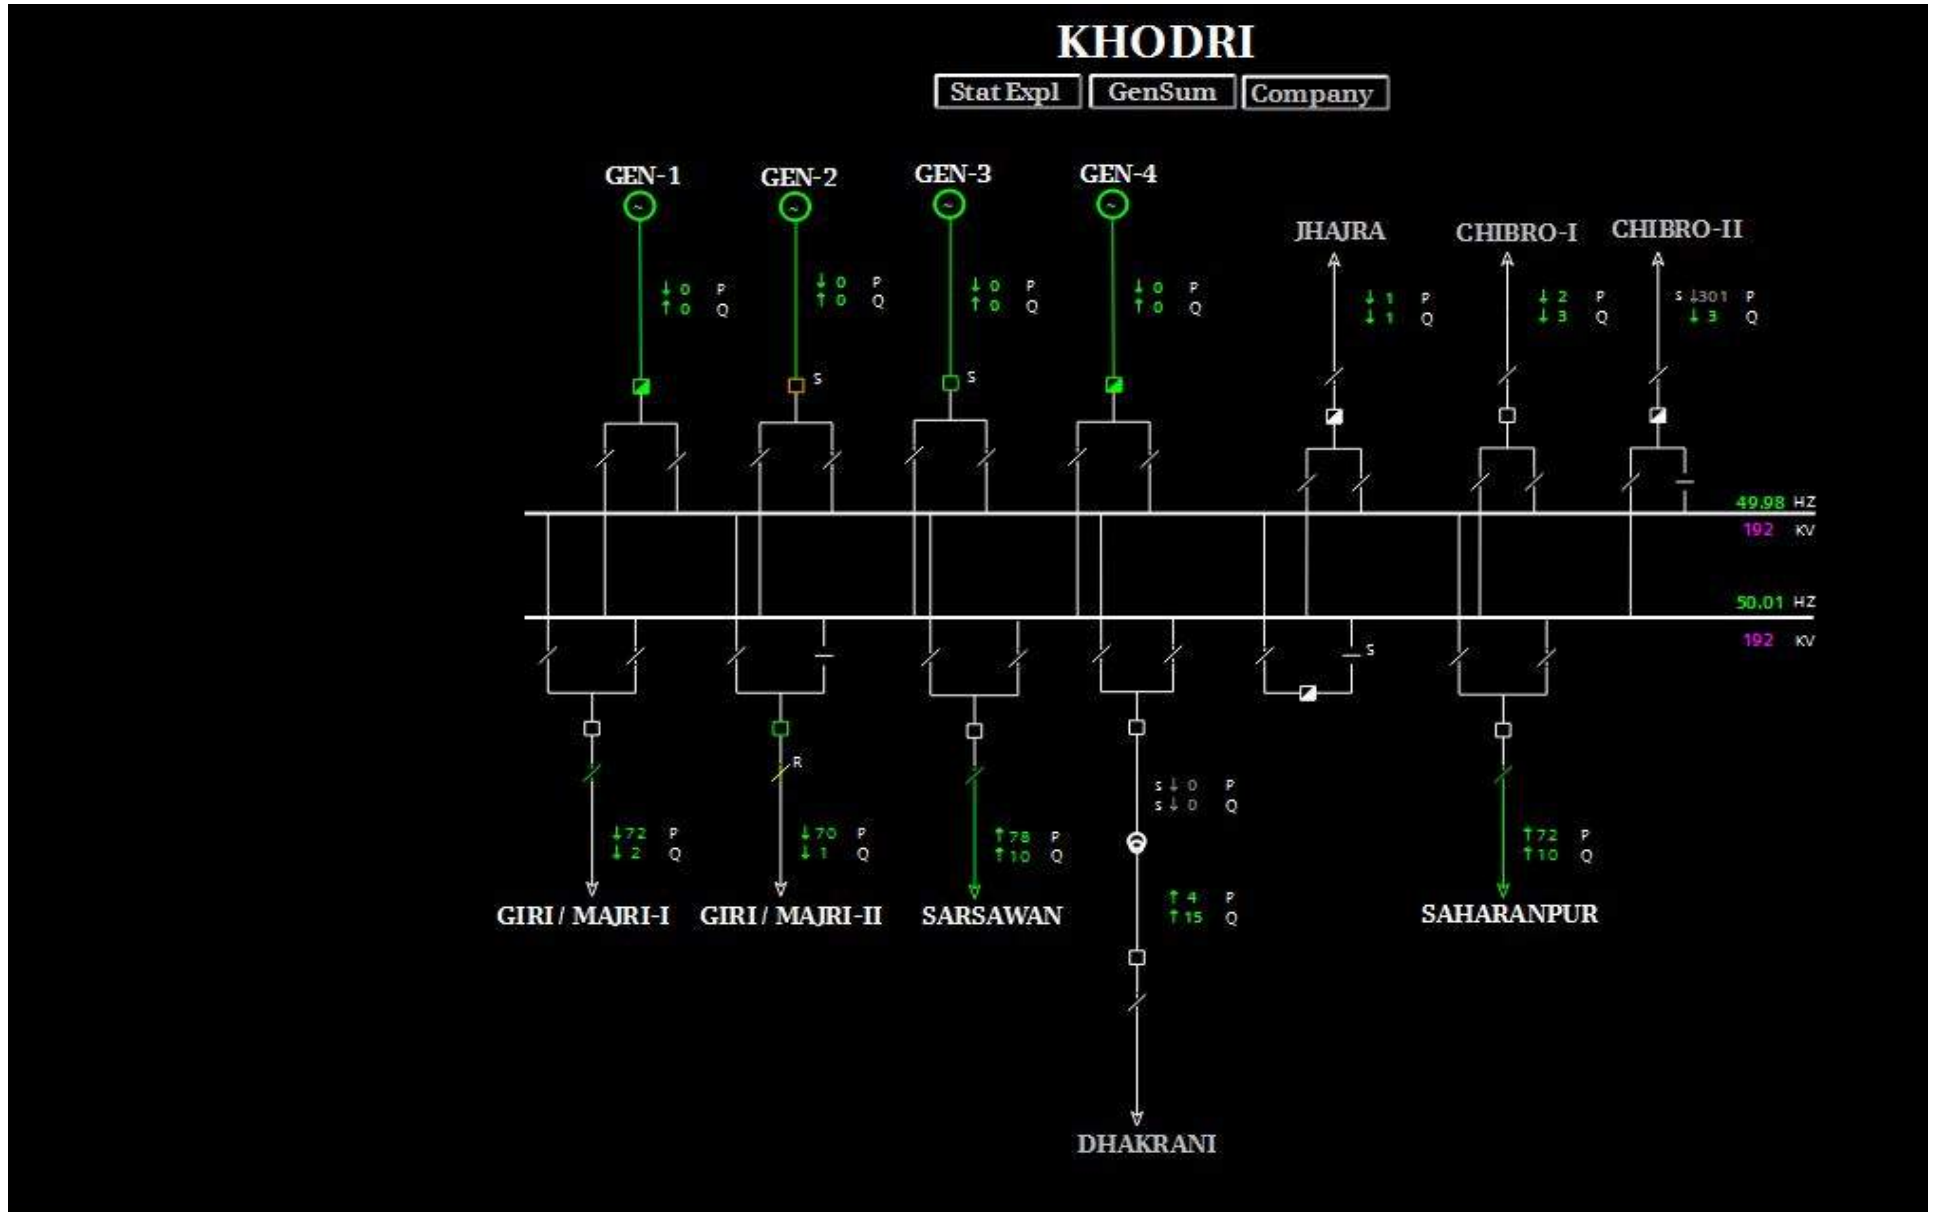 KHODRI
Stat Expl GenSum Company
GEN-1 GEN-2 GEN-3 GEN-4
JHAJRA CHIBRO-I CHIBRO-II
↓ 0 P ↓ 0 P ↓ 0 P ↓ 0 P ↓ 1 P ↓ 2 P s ↓301 P
↑ 0 Q ↑ 0 Q ↑ 0 Q ↑ 0 Q ↓ 1 Q ↓ 3 Q ↓ 3 Q
S S
49.98 HZ
192 KV
50.01 HZ
192 KV
S
R
s ↓ 0 P
s ↓ 0 Q
↓72 P ↓70 P ↑78 P ↑72 P
↓ 2 Q ↓ 1 Q ↑10 Q ↑10 Q
↑ 4 P
↑ 15 Q
GIRI / MAJRI-I GIRI / MAJRI-II SARSAWAN SAHARANPUR
DHAKRANI